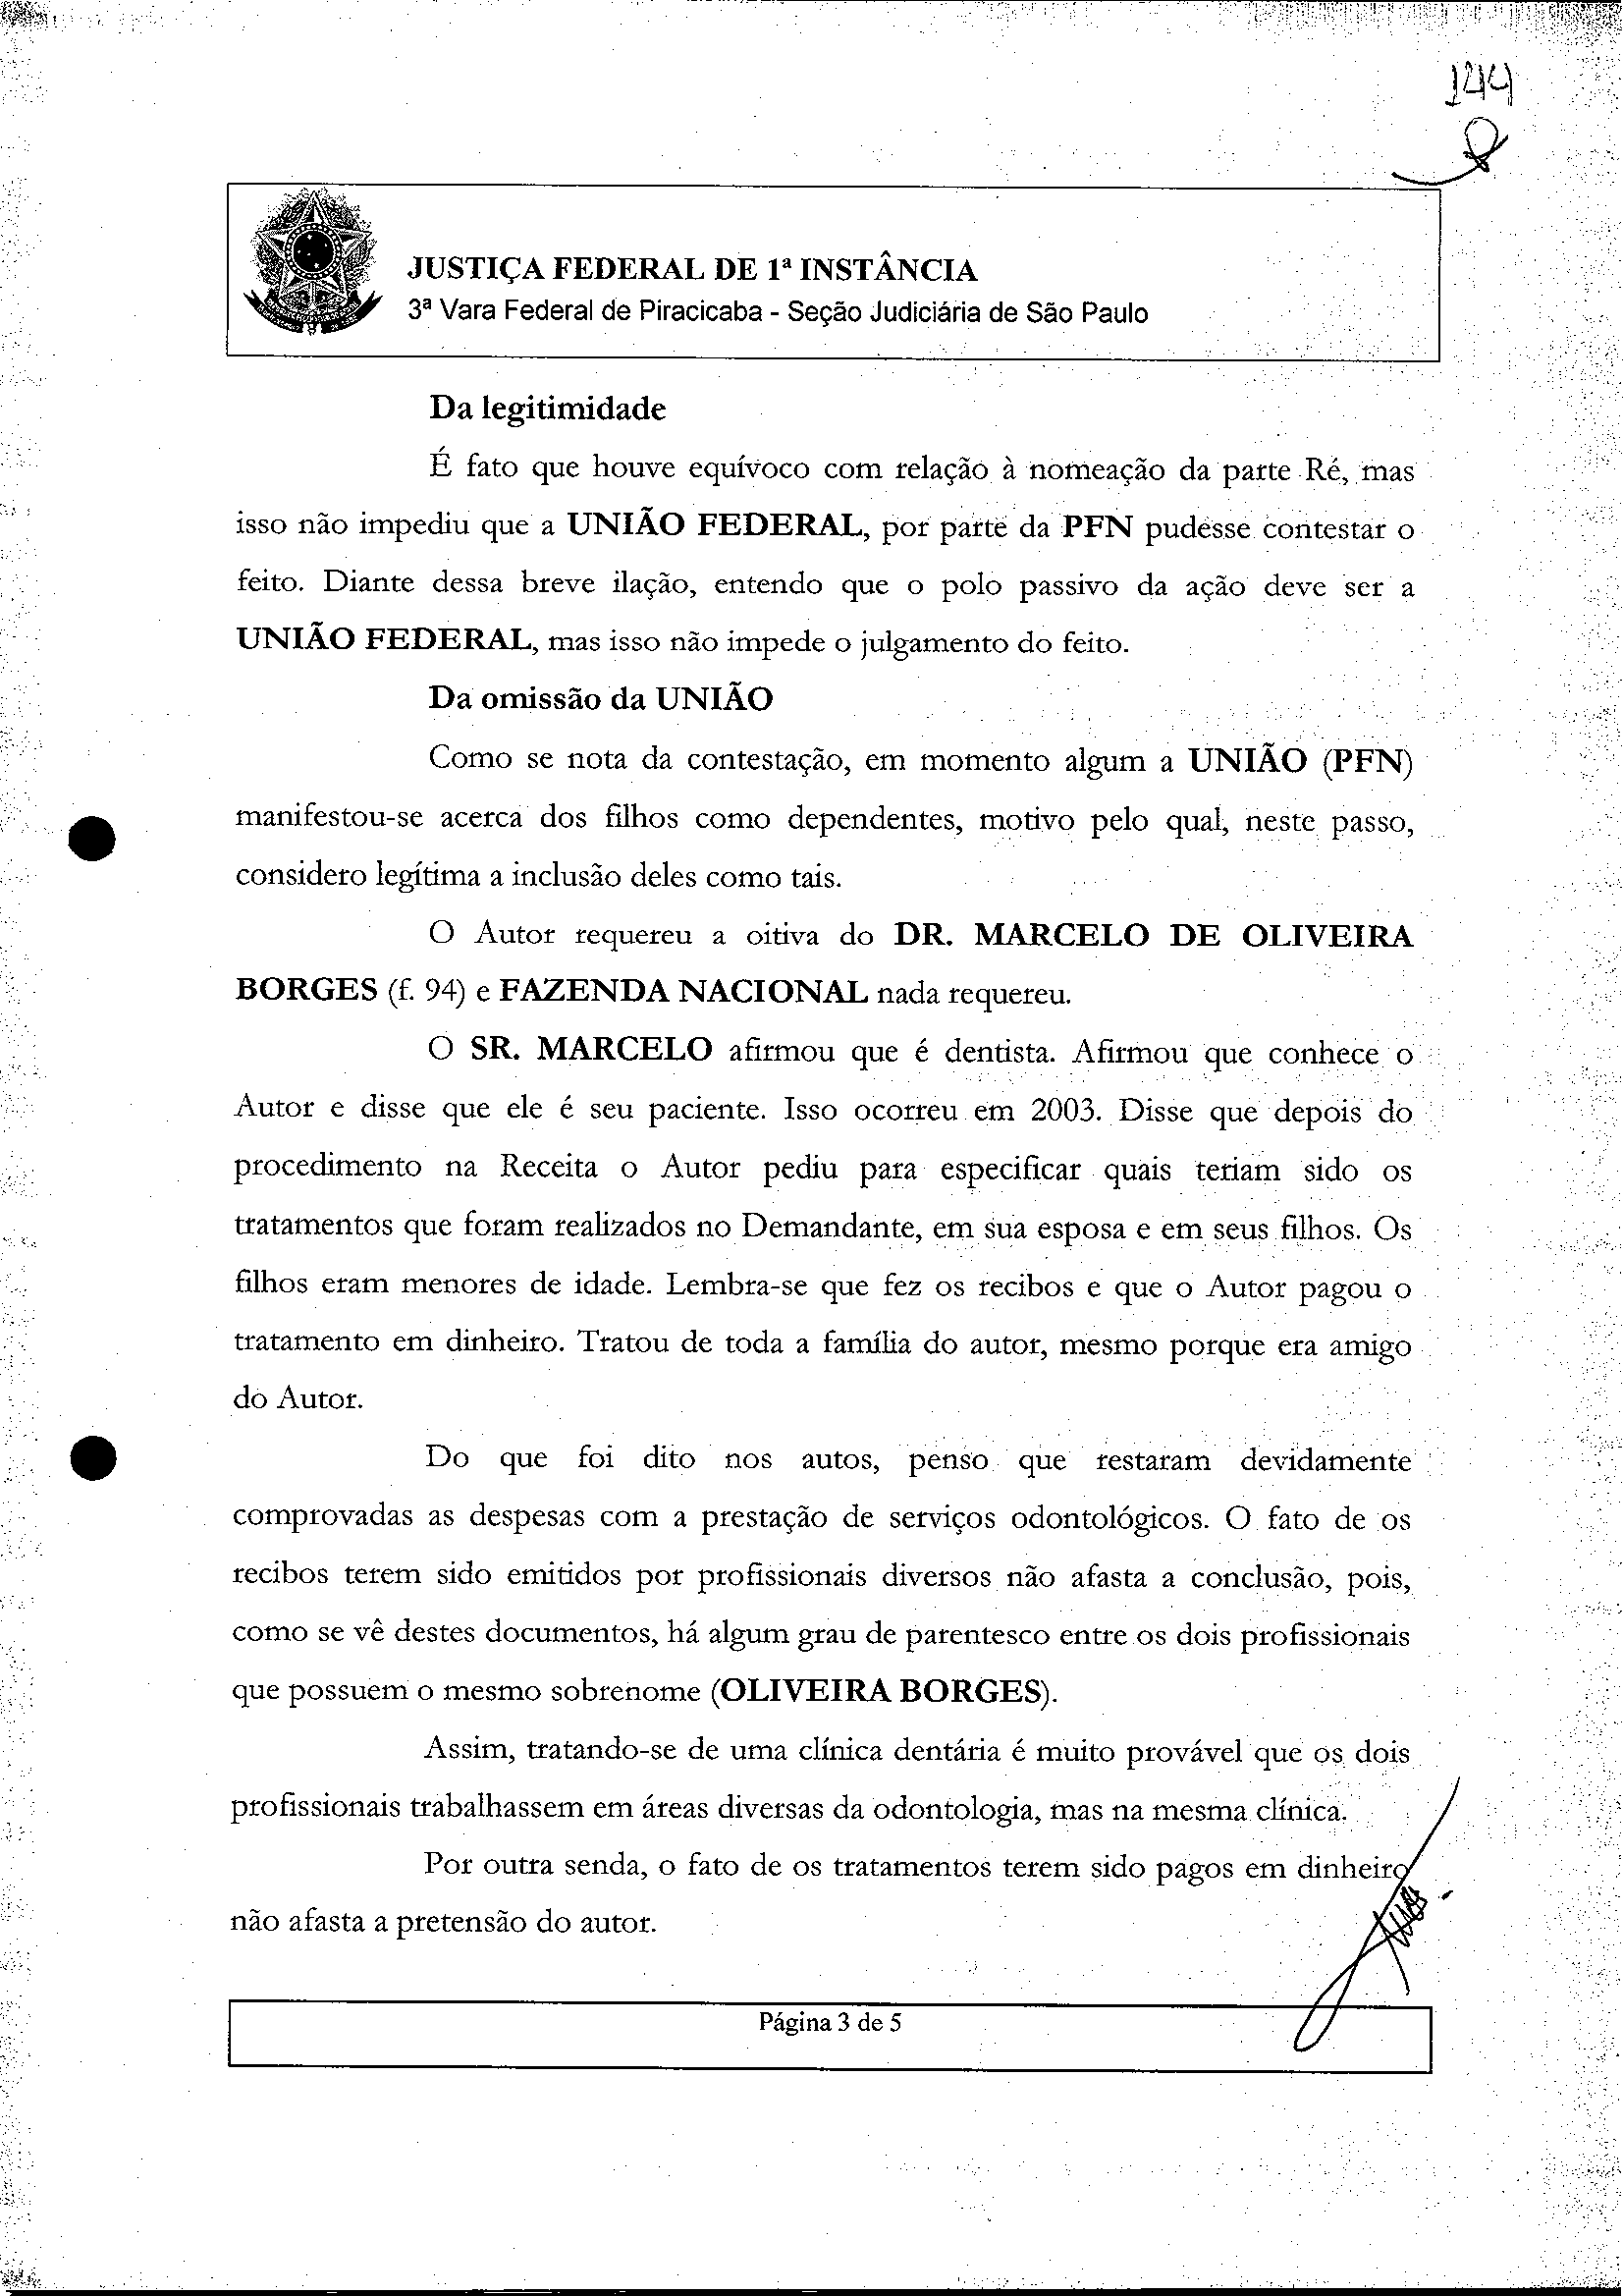 144
JUSTIÇA FEDERAL DE 1ª INSTÂNCIA
3ª Vara Federal de Piracicaba - Seção Judiciária de São Paulo
Da legitimidade
É fato que houve equívoco com relação à nomeação da parte Ré, mas
isso não impediu que a UNIÃO FEDERAL, por parte da PFN pudesse contestar o
feito. Diante dessa breve ilação, entendo que o polo passivo da ação deve ser a
UNIÃO FEDERAL, mas isso não impede o julgamento do feito.
Da omissão da UNIÃO
Como se nota da contestação, em momento algum a UNIÃO (PFN)
manifestou-se acerca dos filhos como dependentes, motivo pelo qual, neste passo,
considero legítima a inclusão deles como tais.
O Autor requereu a oitiva do DR. MARCELO DE OLIVEIRA
BORGES (f. 94) e FAZENDA NACIONAL nada requereu.
O SR. MARCELO afirmou que é dentista. Afirmou que conhece o
Autor e disse que ele é seu paciente. Isso ocorreu em 2003. Disse que depois do
procedimento na Receita o Autor pediu para especificar quais teriam sido os
tratamentos que foram realizados no Demandante, em sua esposa e em seus filhos. Os
filhos eram menores de idade. Lembra-se que fez os recibos e que o Autor pagou o
tratamento em dinheiro. Tratou de toda a família do autor, mesmo porque era amigo
do Autor.
Do que foi dito nos autos, penso que restaram devidamente
comprovadas as despesas com a prestação de serviços odontológicos. O fato de os
recibos terem sido emitidos por profissionais diversos não afasta a conclusão, pois,
como se vê destes documentos, há algum grau de parentesco entre os dois profissionais
que possuem o mesmo sobrenome (OLIVEIRA BORGES).
Assim, tratando-se de uma clínica dentária é muito provável que os dois
profissionais trabalhassem em áreas diversas da odontologia, mas na mesma clínica.
Por outra senda, o fato de os tratamentos terem sido pagos em dinheiro
não afasta a pretensão do autor.
Página 3 de 5